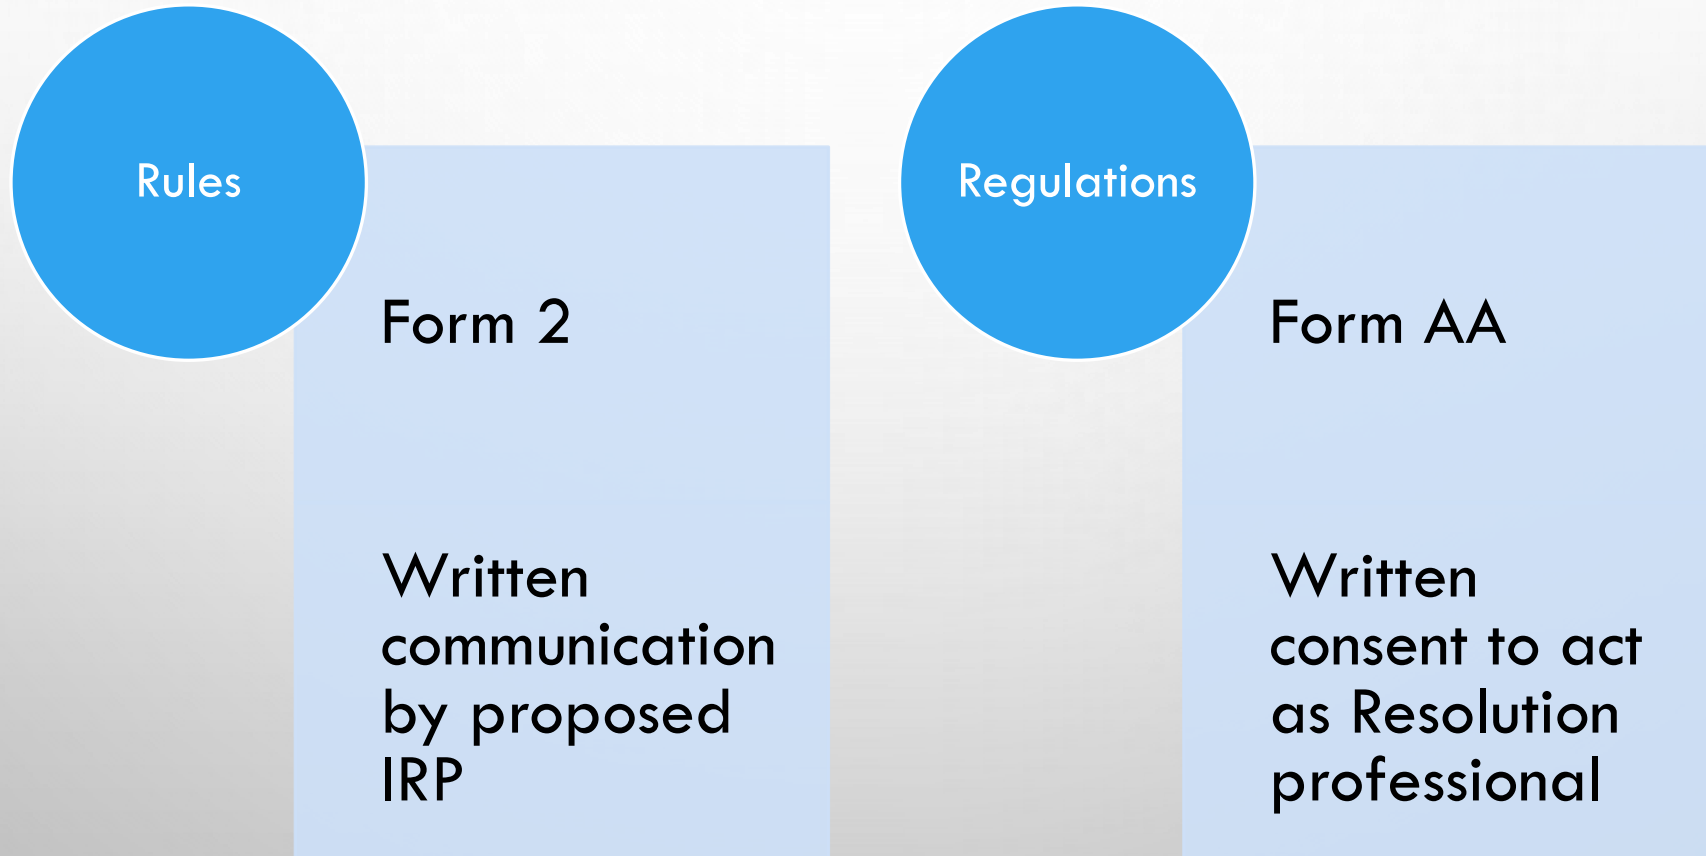 Rules
Form 2
Written
communication
by proposed
IRP
Regulations
Form AA
Written
consent to act
as Resolution
professional